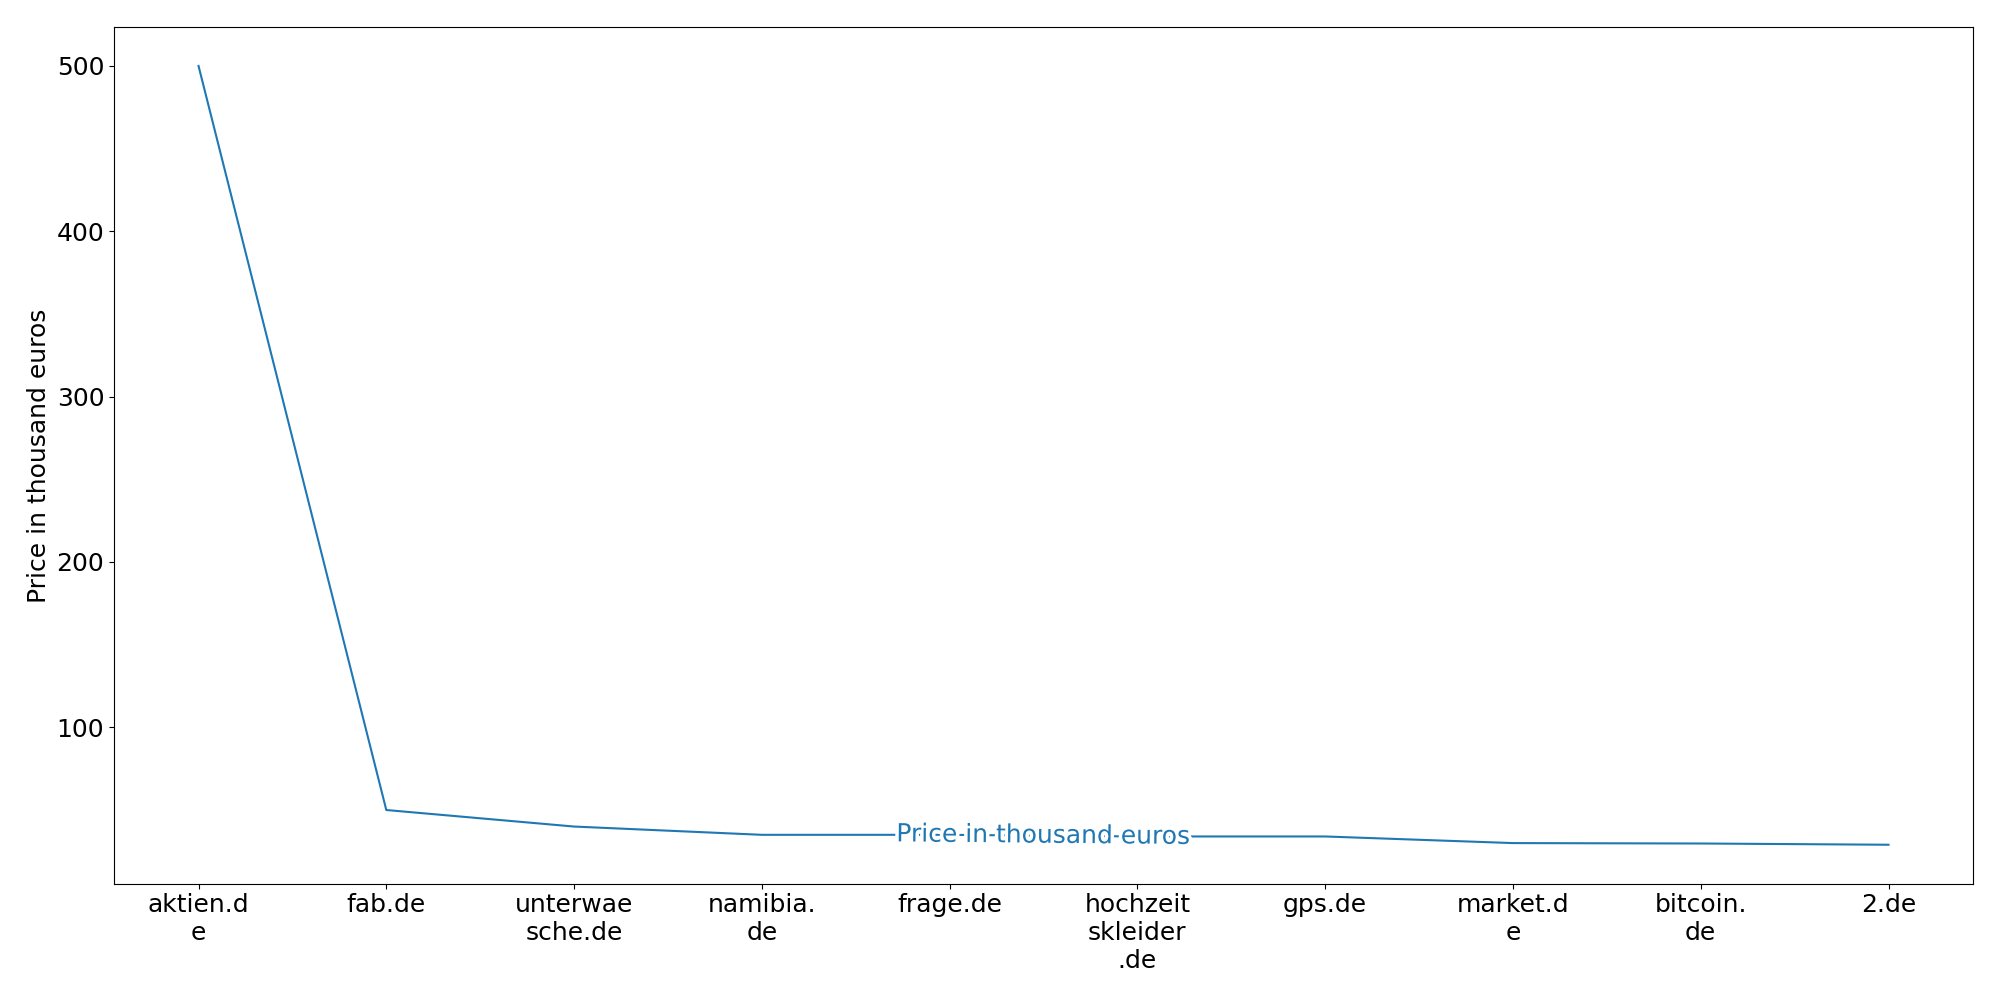 500
400
300
200
100
Price in thousand euros
Price in thousand euros
aktien.d
e
fab.de
unterwae
sche.de
namibia.
de
frage.de
hochzeit
skleider
.de
gps.de
market.d
e
bitcoin.
de
2.de